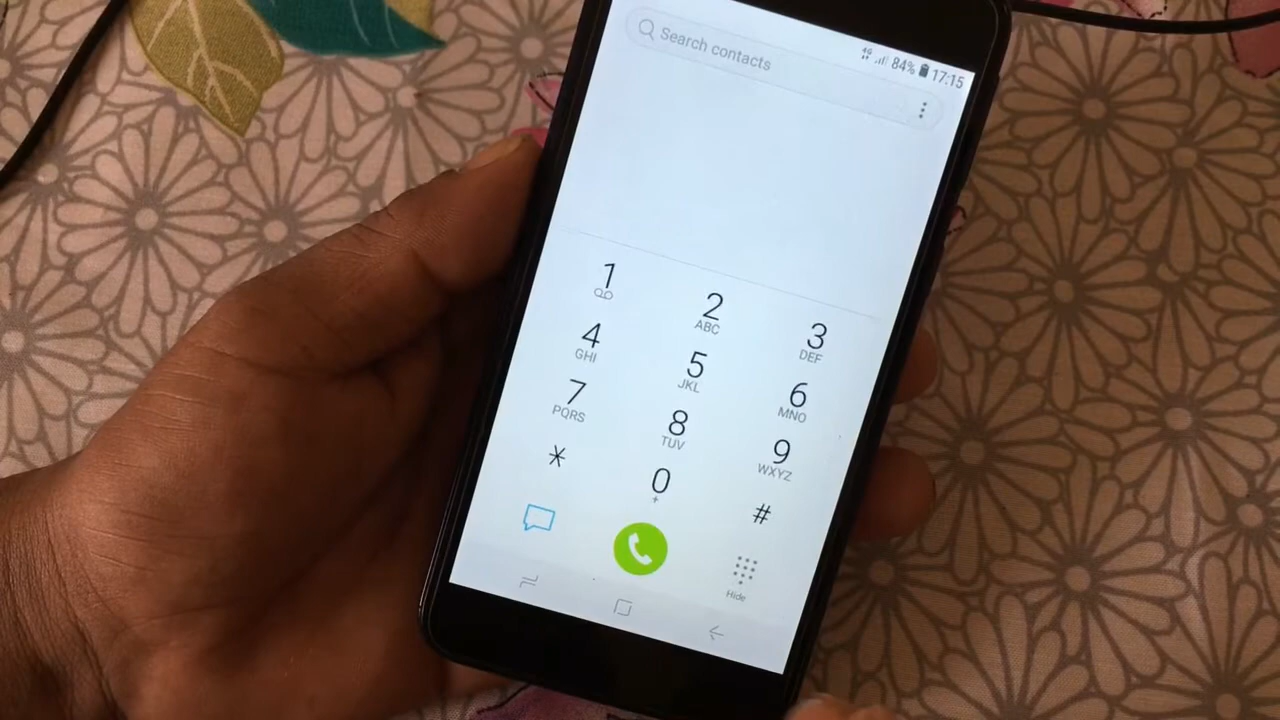 4G 84% 17:15
Search contacts
1 2 3
ABC DEF
4 5 6
GHI JKL MNO
7 8 9
PQRS TUV WXYZ
* 0 #
+
Hide